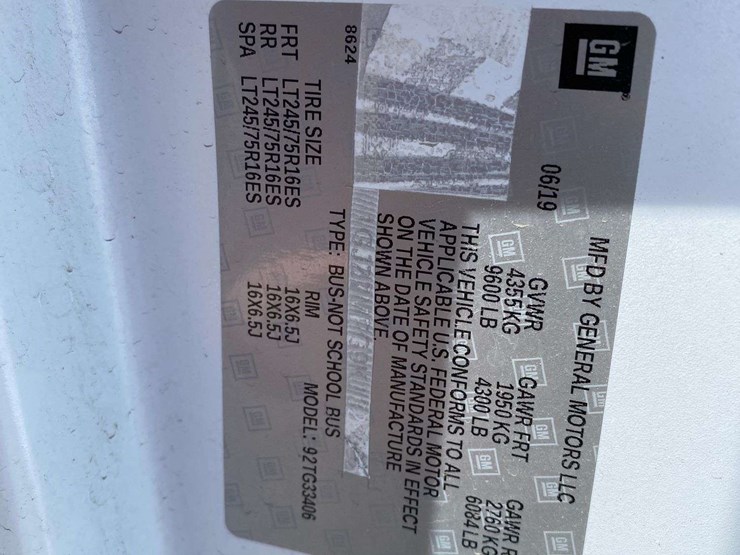 GM
MFD BY GENERAL MOTORS LLC
06/19 GVWR GAWR FRT GAWR R
4355 KG 1950 KG 2760 KG
9600 LB 4300 LB 6084 LB
THIS VEHICLE CONFORMS TO ALL
APPLICABLE U.S. FEDERAL MOTOR
VEHICLE SAFETY STANDARDS IN EFFECT
ON THE DATE OF MANUFACTURE
SHOWN ABOVE.
8624
TYPE: BUS-NOT SCHOOL BUS
MODEL: 92TG33406
TIRE SIZE RIM
FRT LT245/75R16ES 16X6.5J
RR LT245/75R16ES 16X6.5J
SPA LT245/75R16ES 16X6.5J